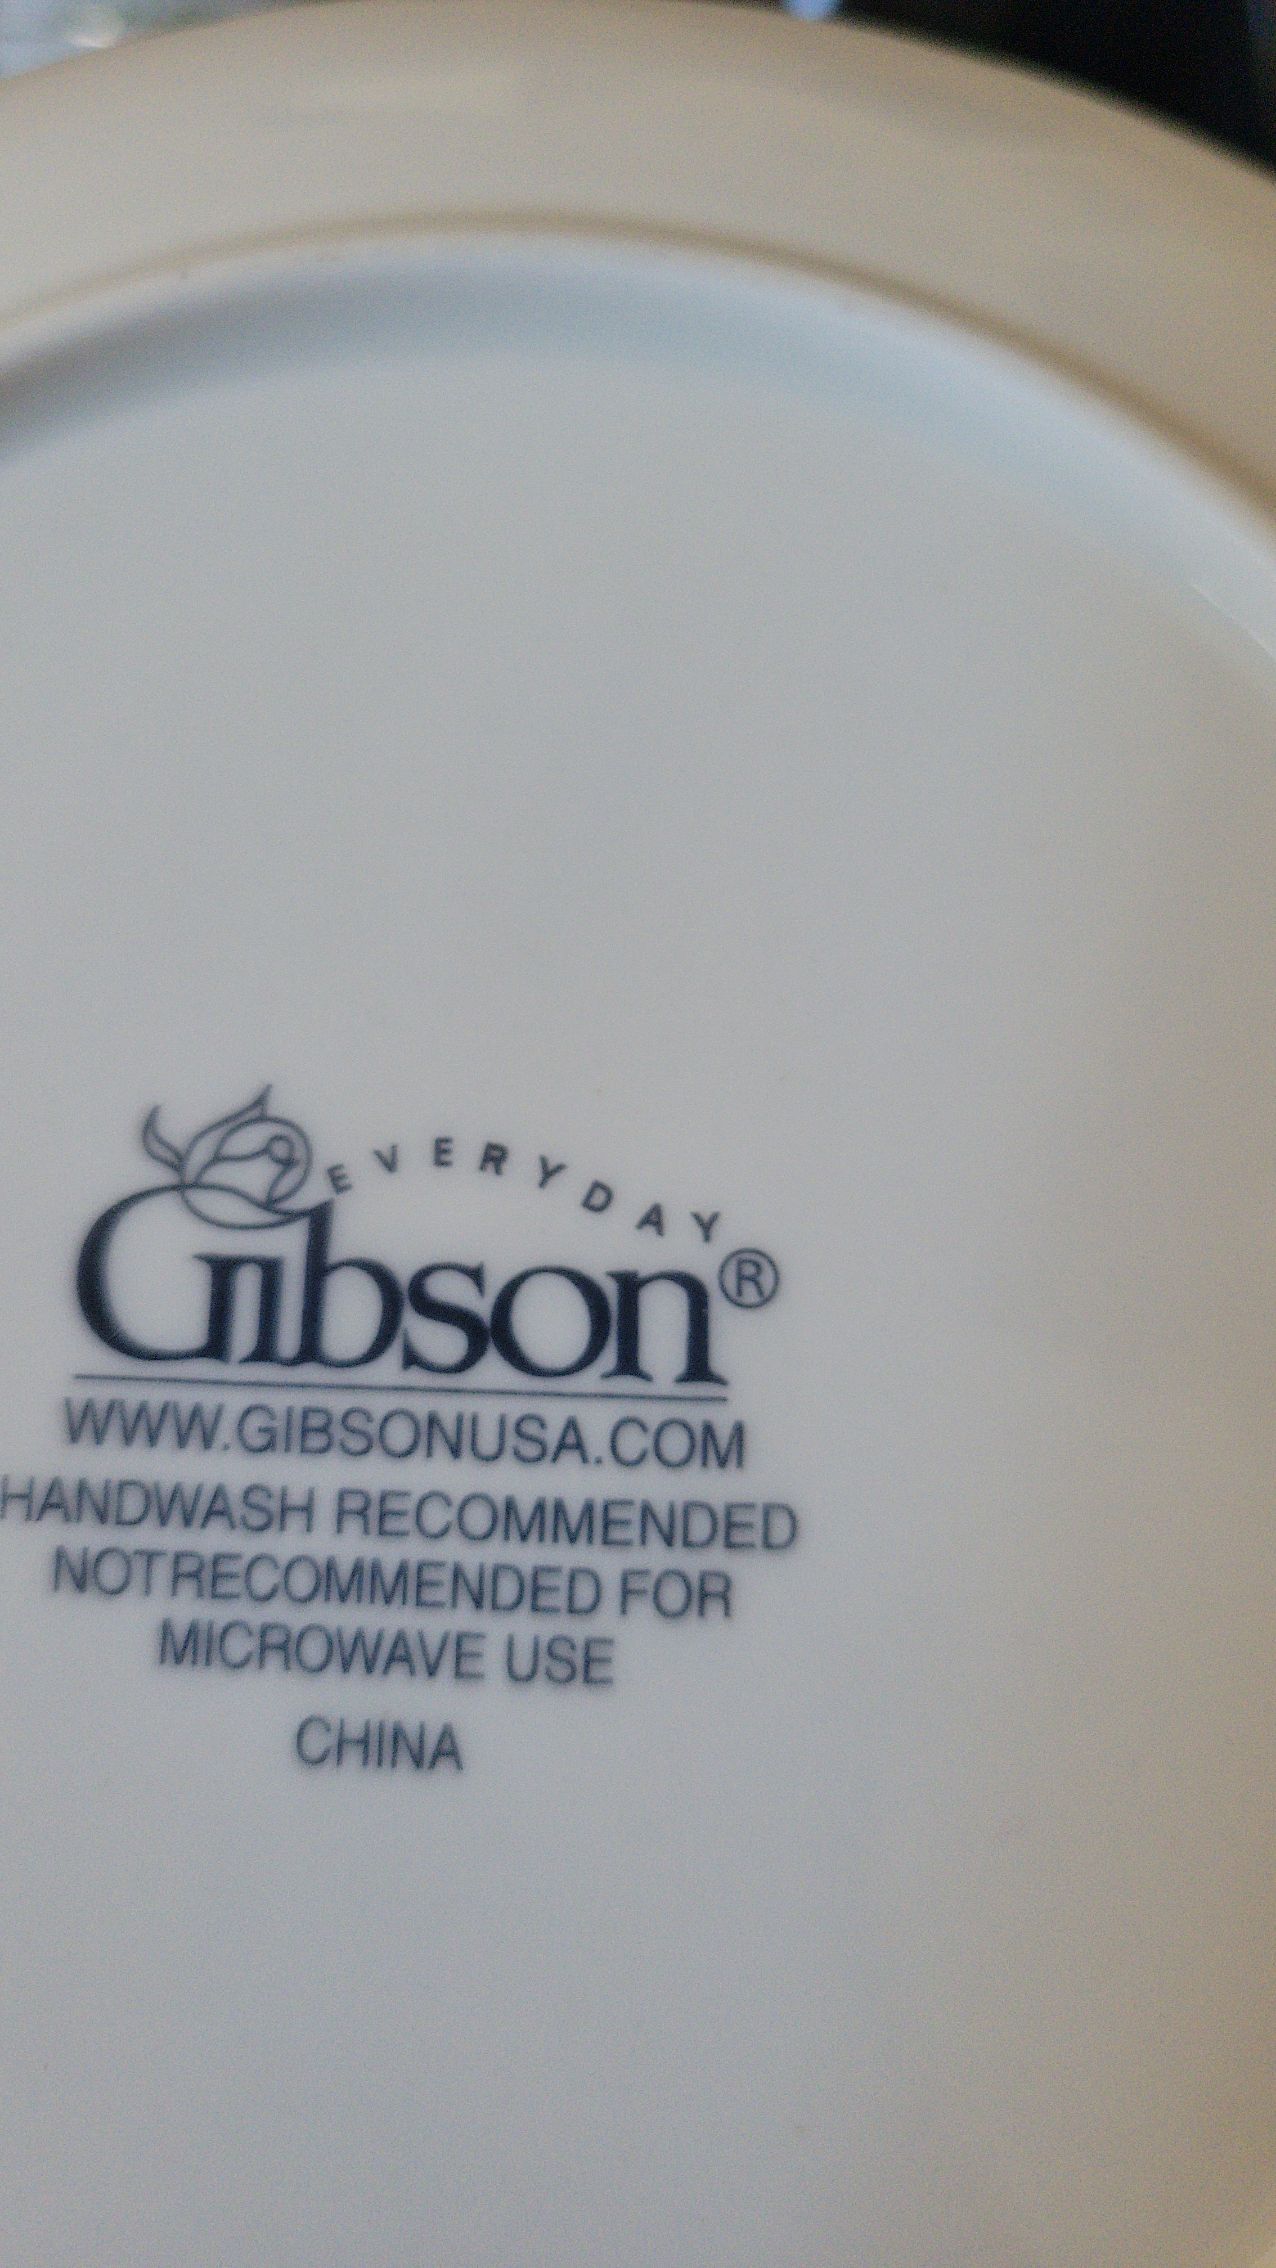 EVERYDAY
Gibson®
WWW.GIBSONUSA.COM
HANDWASH RECOMMENDED
NOTRECOMMENDED FOR
MICROWAVE USE
CHINA